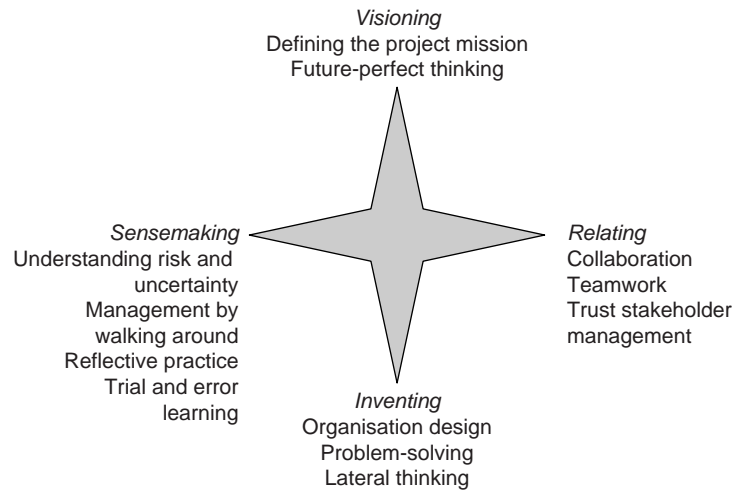 Visioning
Defining the project mission
Future-perfect thinking
Sensemaking
Understanding risk and
uncertainty
Management by
walking around
Reflective practice
Trial and error
learning
Relating
Collaboration
Teamwork
Trust stakeholder
management
Inventing
Organisation design
Problem-solving
Lateral thinking